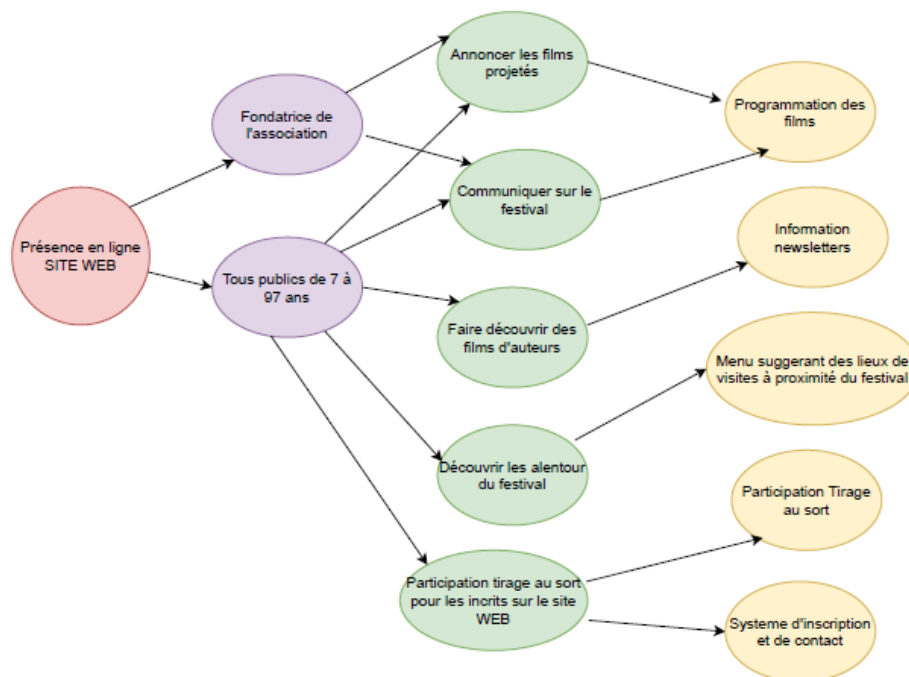 Présence en ligne
SITE WEB
Fondatrice de
l'association
Tous publics de 7 à
97 ans
Annoncer les films
projetés
Communiquer sur le
festival
Faire découvrir des
films d'auteurs
Découvrir les alentour
du festival
Participation tirage au sort
pour les incrits sur le site
WEB
Programmation des
films
Information
newsletters
Menu suggerant des lieux de
visites à proximité du festival
Participation Tirage
au sort
Systeme d'inscription
et de contact